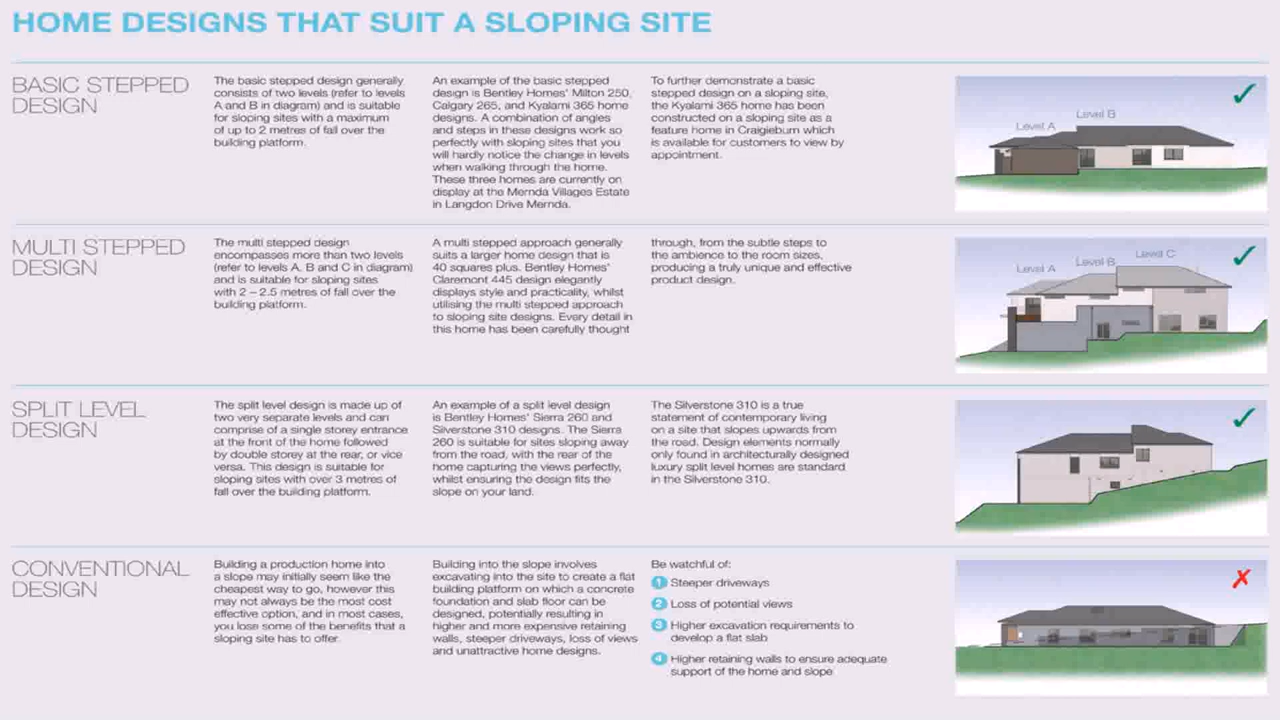 HOME DESIGNS THAT SUIT A SLOPING SITE
BASIC STEPPED
DESIGN
The basic stepped design generally
consists of two levels (refer to levels
A and B in diagram) and is suitable
for sloping sites with a maximum
of up to 2 metres of fall over the
building platform.
An example of the basic stepped
design is Bentley Homes' Milton 250,
Calgary 265, and Kyalami 365 home
designs. A combination of angles
and steps in these designs work so
perfectly with sloping sites that you
will hardly notice the change in levels
when walking through the home.
These three homes are currently on
display at the Mernda Villages Estate
in Langdon Drive Mernda.
To further demonstrate a basic
stepped design on a sloping site,
the Kyalami 365 home has been
constructed on a sloping site as a
feature home in Craigieburn which
is available for customers to view by
appointment.
Level A
Level B
MULTI STEPPED
DESIGN
The multi stepped design
encompasses more than two levels
(refer to levels A, B and C in diagram)
and is suitable for sloping sites
with 2 – 2.5 metres of fall over the
building platform.
A multi stepped approach generally
suits a larger home design that is
40 squares plus. Bentley Homes'
Claremont 445 design elegantly
displays style and practicality, whilst
utilising the multi stepped approach
to sloping site designs. Every detail in
this home has been carefully thought
through, from the subtle steps to
the ambience to the room sizes,
producing a truly unique and effective
product design.
Level A
Level B
Level C
SPLIT LEVEL
DESIGN
The split level design is made up of
two very separate levels and can
comprise of a single storey entrance
at the front of the home followed
by double storey at the rear, or vice
versa. This design is suitable for
sloping sites with over 3 metres of
fall over the building platform.
An example of a split level design
is Bentley Homes' Sierra 260 and
Silverstone 310 designs. The Sierra
260 is suitable for sites sloping away
from the road, with the rear of the
home capturing the views perfectly,
whilst ensuring the design fits the
slope on your land.
The Silverstone 310 is a true
statement of contemporary living
on a site that slopes upwards from
the road. Design elements normally
only found in architecturally designed
luxury split level homes are standard
in the Silverstone 310.
CONVENTIONAL
DESIGN
Building a production home into
a slope may initially seem like the
cheapest way to go, however this
may not always be the most cost
effective option, and in most cases,
you lose some of the benefits that a
sloping site has to offer.
Building into the slope involves
excavating into the site to create a flat
building platform on which a concrete
foundation and slab floor can be
designed, potentially resulting in
higher and more expensive retaining
walls, steeper driveways, loss of views
and unattractive home designs.
Be watchful of:
1 Steeper driveways
2 Loss of potential views
3 Higher excavation requirements to
develop a flat slab
4 Higher retaining walls to ensure adequate
support of the home and slope